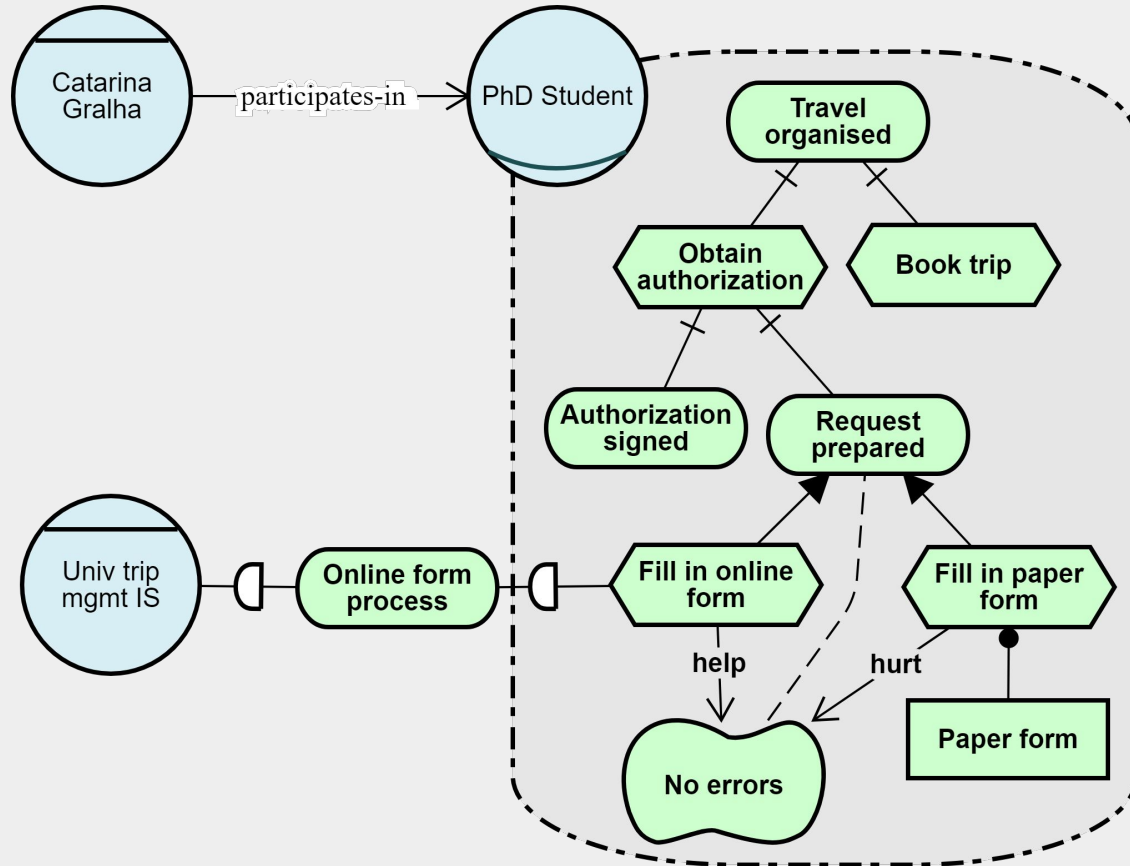 Catarina
Gralha
participates-in
PhD Student
Travel
organised
Obtain
authorization
Book trip
Authorization
signed
Request
prepared
Univ trip
mgmt IS
Online form
process
Fill in online
form
Fill in paper
form
help
hurt
No errors
Paper form